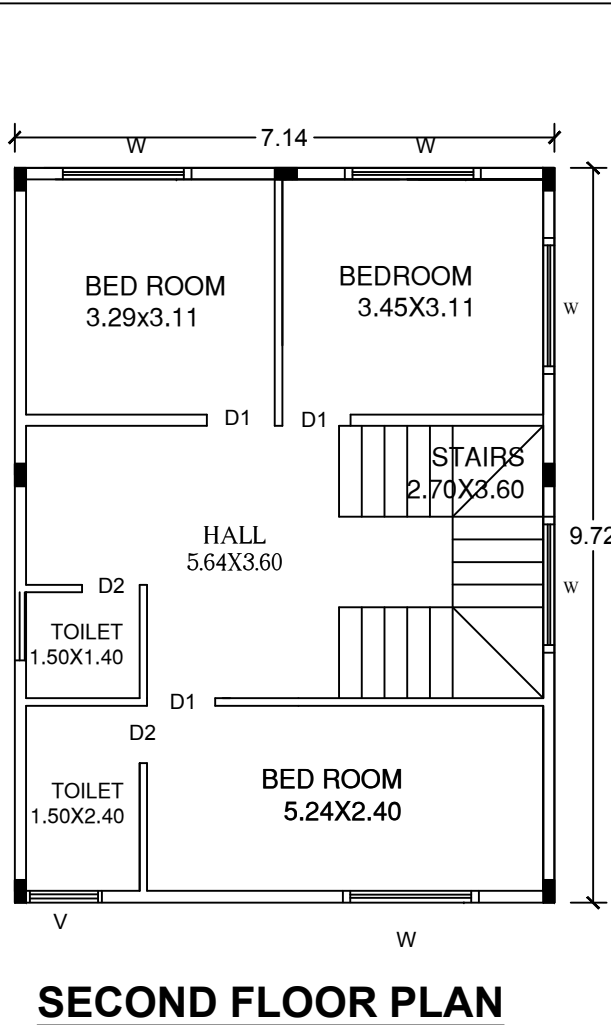 7.14
W
W
BED ROOM
3.29x3.11
BEDROOM
3.45X3.11
W
D1
D1
STAIRS
2.70X3.60
HALL
5.64X3.60
9.72
D2
W
TOILET
1.50X1.40
D1
D2
BED ROOM
5.24X2.40
TOILET
1.50X2.40
V
W
SECOND FLOOR PLAN